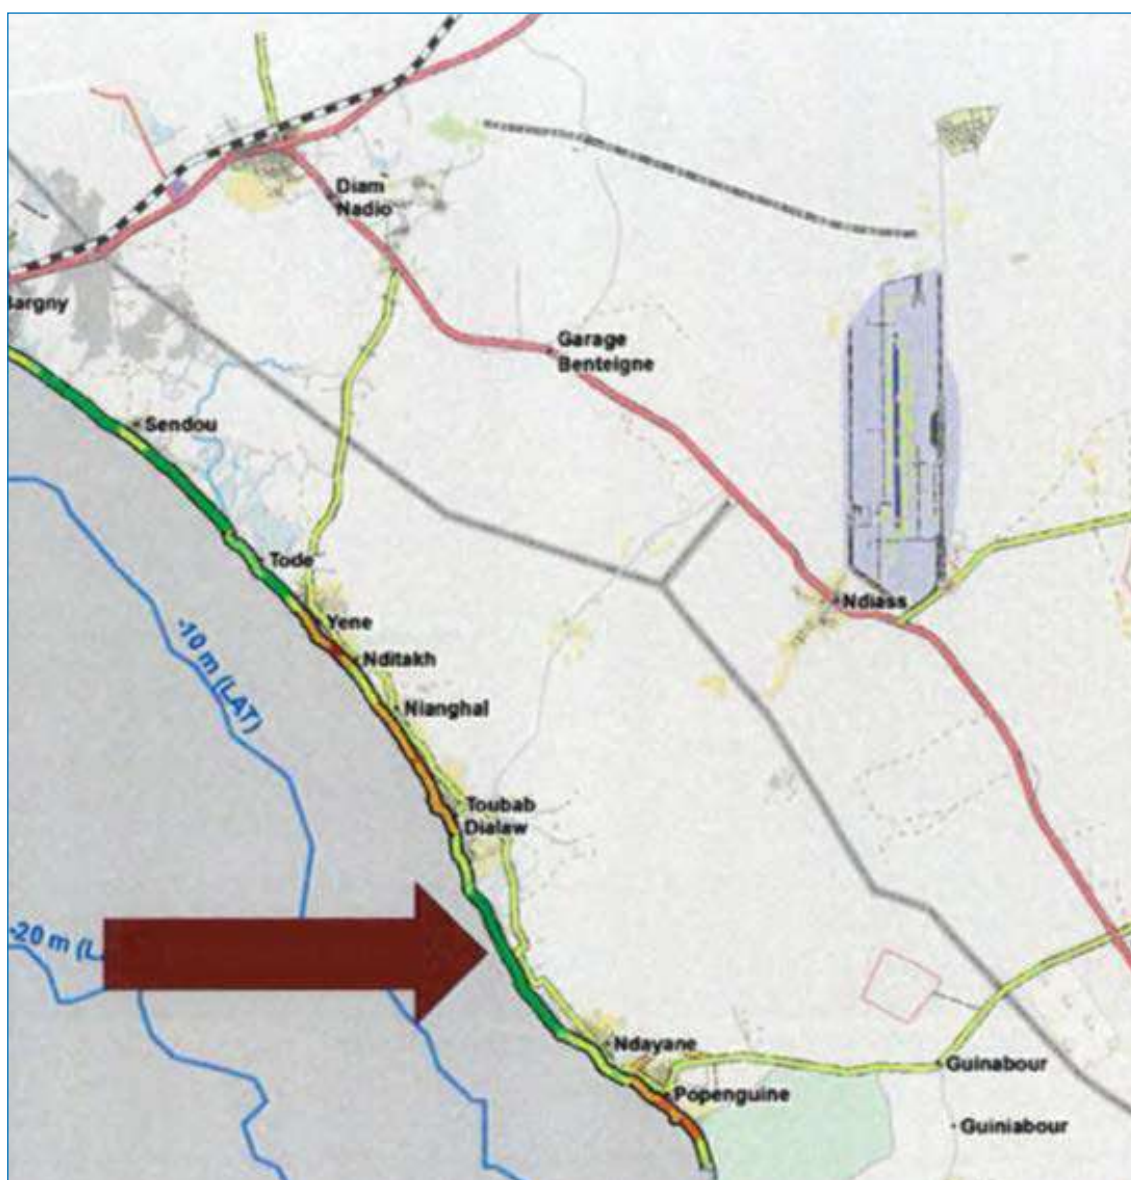 Diam
Nadio
Bargny
Garage
Benteigne
Sendou
Tode
Ndiass
Yene
-10 m (LAT)
Nditakh
Nianghal
Toubab
Dialaw
-20 m (L
Ndayane
Guinabour
Popenguine
Guiniabour